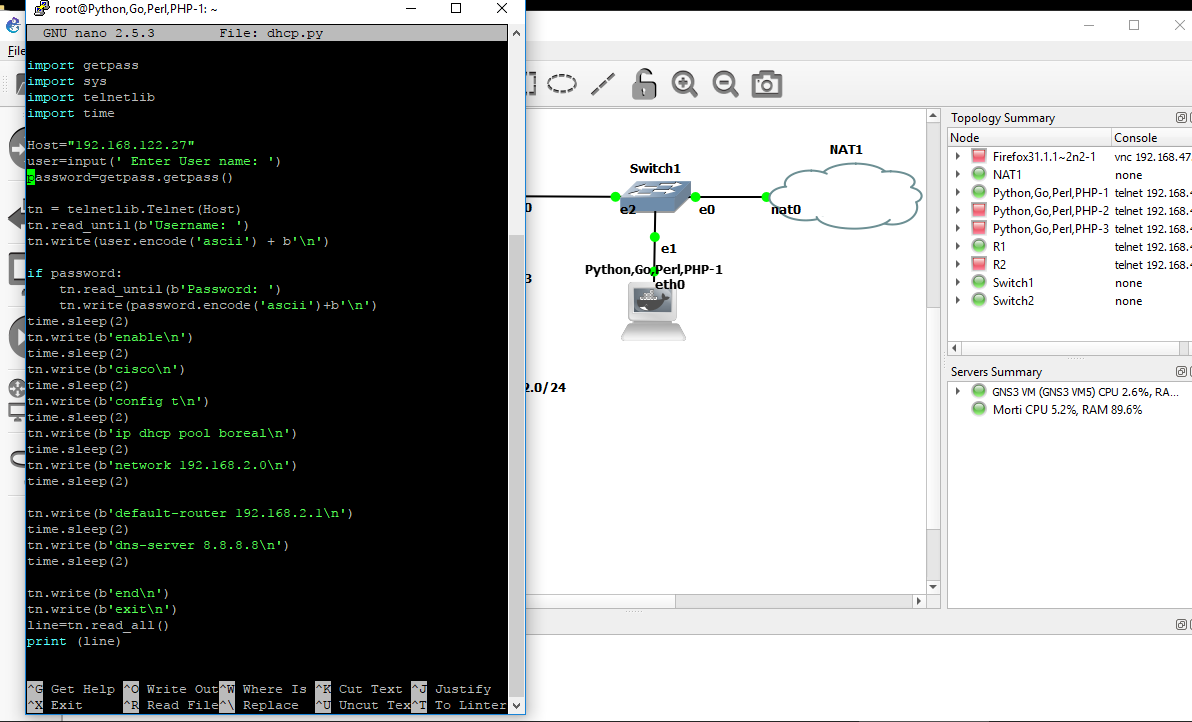 root@Python,Go,Perl,PHP-1: ~
GNU nano 2.5.3 File: dhcp.py
import getpass
import sys
import telnetlib
import time
Host="192.168.122.27"
user=input(' Enter User name: ')
password=getpass.getpass()
tn = telnetlib.Telnet(Host)
tn.read_until(b'Username: ')
tn.write(user.encode('ascii') + b'\n')
if password:
    tn.read_until(b'Password: ')
    tn.write(password.encode('ascii')+b'\n')
time.sleep(2)
tn.write(b'enable\n')
time.sleep(2)
tn.write(b'cisco\n')
time.sleep(2)
tn.write(b'config t\n')
time.sleep(2)
tn.write(b'ip dhcp pool boreal\n')
time.sleep(2)
tn.write(b'network 192.168.2.0\n')
time.sleep(2)
tn.write(b'default-router 192.168.2.1\n')
time.sleep(2)
tn.write(b'dns-server 8.8.8.8\n')
time.sleep(2)
tn.write(b'end\n')
tn.write(b'exit\n')
line=tn.read_all()
print (line)
^G Get Help ^O Write Out^W Where Is ^K Cut Text ^J Justify
^X Exit ^R Read File^\ Replace ^U Uncut Tex^T To Linter
File
Switch1
NAT1
0
e2
e0
nat0
e1
3
Python,Go,Perl,PHP-1
eth0
2.0/24
Topology Summary
Node Console
Firefox31.1.1~2n2-1 vnc 192.168.47
NAT1 none
Python,Go,Perl,PHP-1 telnet 192.168.4
Python,Go,Perl,PHP-2 telnet 192.168.4
Python,Go,Perl,PHP-3 telnet 192.168.4
R1 telnet 192.168.4
R2 telnet 192.168.4
Switch1 none
Switch2 none
Servers Summary
GNS3 VM (GNS3 VM5) CPU 2.6%, RA...
Morti CPU 5.2%, RAM 89.6%